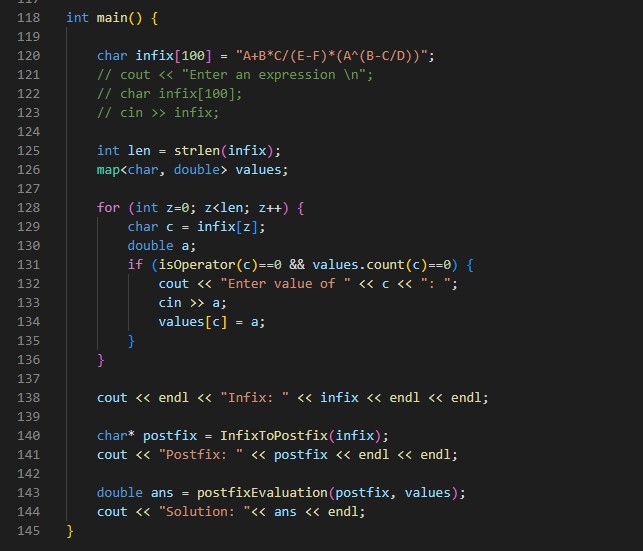 117
118 int main() {
119
120 char infix[100] = "A+B*C/(E-F)*(A^(B-C/D))";
121 // cout << "Enter an expression \n";
122 // char infix[100];
123 // cin >> infix;
124
125 int len = strlen(infix);
126 map<char, double> values;
127
128 for (int z=0; z<len; z++) {
129 char c = infix[z];
130 double a;
131 if (isOperator(c)==0 && values.count(c)==0) {
132 cout << "Enter value of " << c << ": ";
133 cin >> a;
134 values[c] = a;
135 }
136 }
137
138 cout << endl << "Infix: " << infix << endl << endl;
139
140 char* postfix = InfixToPostfix(infix);
141 cout << "Postfix: " << postfix << endl << endl;
142
143 double ans = postfixEvaluation(postfix, values);
144 cout << "Solution: "<< ans << endl;
145 }